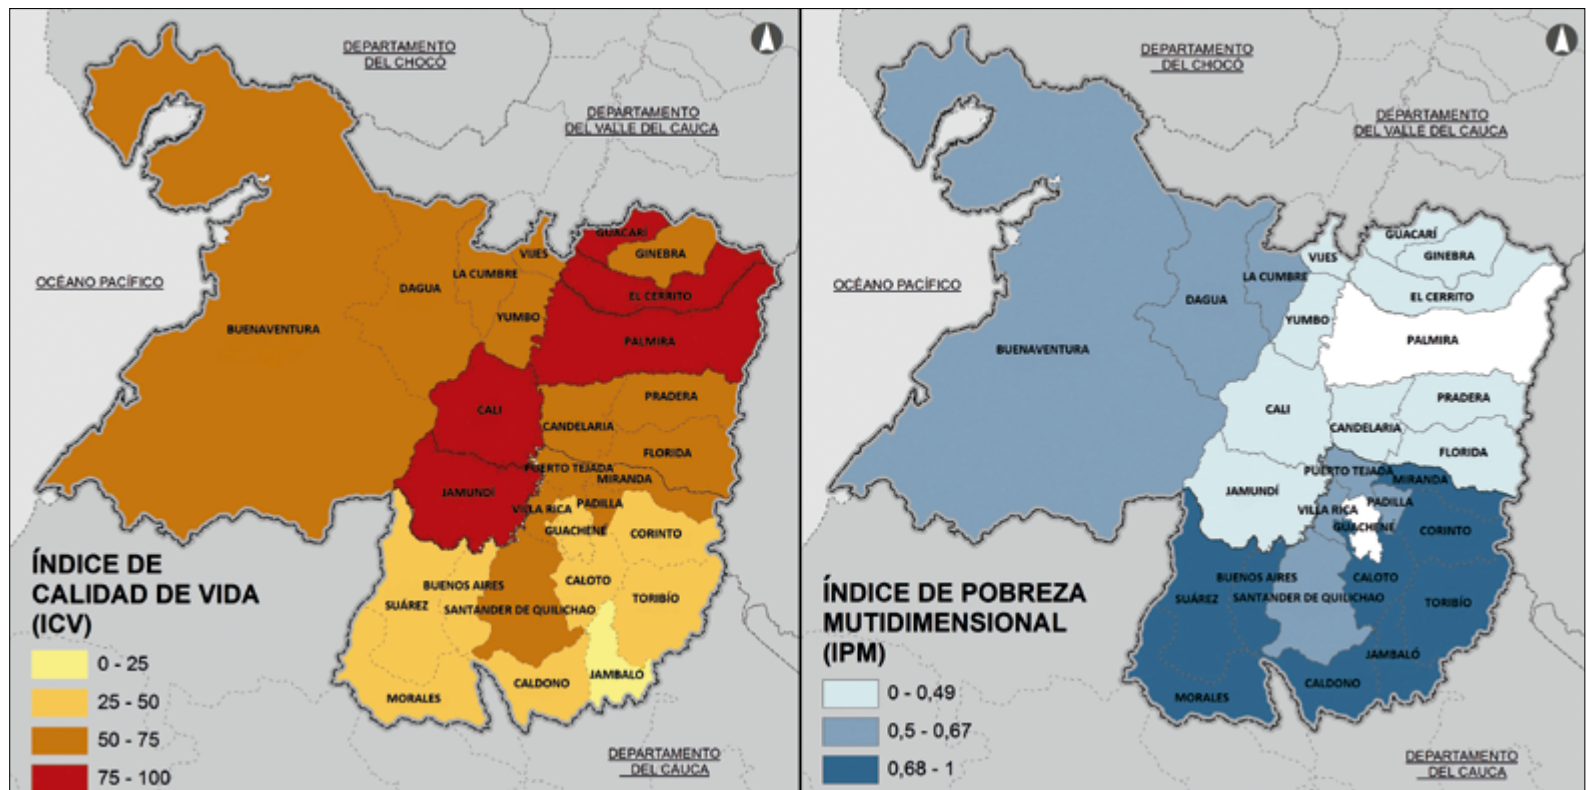 DEPARTAMENTO
DEL CHOCÓ
DEPARTAMENTO
DEL VALLE DEL CAUCA
OCÉANO PACÍFICO
GUACARÍ
GINEBRA
VIJES
LA CUMBRE
DAGUA
EL CERRITO
YUMBO
BUENAVENTURA
PALMIRA
PRADERA
CALI
CANDELARIA
FLORIDA
PUERTO TEJADA
MIRANDA
JAMUNDÍ
PADILLA
VILLA RICA
GUACHENÉ
CORINTO
BUENOS AIRES
CALOTO
SUÁREZ
SANTANDER DE QUILICHAO
TORIBÍO
JAMBALÓ
CALDONO
MORALES
DEPARTAMENTO
DEL CAUCA
ÍNDICE DE
CALIDAD DE VIDA
(ICV)
0 - 25
25 - 50
50 - 75
75 - 100
DEPARTAMENTO
DEL CHOCÓ
DEPARTAMENTO
DEL VALLE DEL CAUCA
OCÉANO PACÍFICO
GUACARÍ
VIJES
GINEBRA
LA CUMBRE
DAGUA
EL CERRITO
YUMBO
PALMIRA
BUENAVENTURA
PRADERA
CALI
CANDELARIA
FLORIDA
PUERTO TEJADA
MIRANDA
JAMUNDÍ
PADILLA
VILLA RICA
GUACHENÉ
CORINTO
BUENOS AIRES
CALOTO
SUÁREZ
SANTANDER DE QUILICHAO
TORIBÍO
JAMBALÓ
CALDONO
MORALES
DEPARTAMENTO
DEL CAUCA
ÍNDICE DE POBREZA
MUTIDIMENSIONAL
(IPM)
0 - 0,49
0,5 - 0,67
0,68 - 1